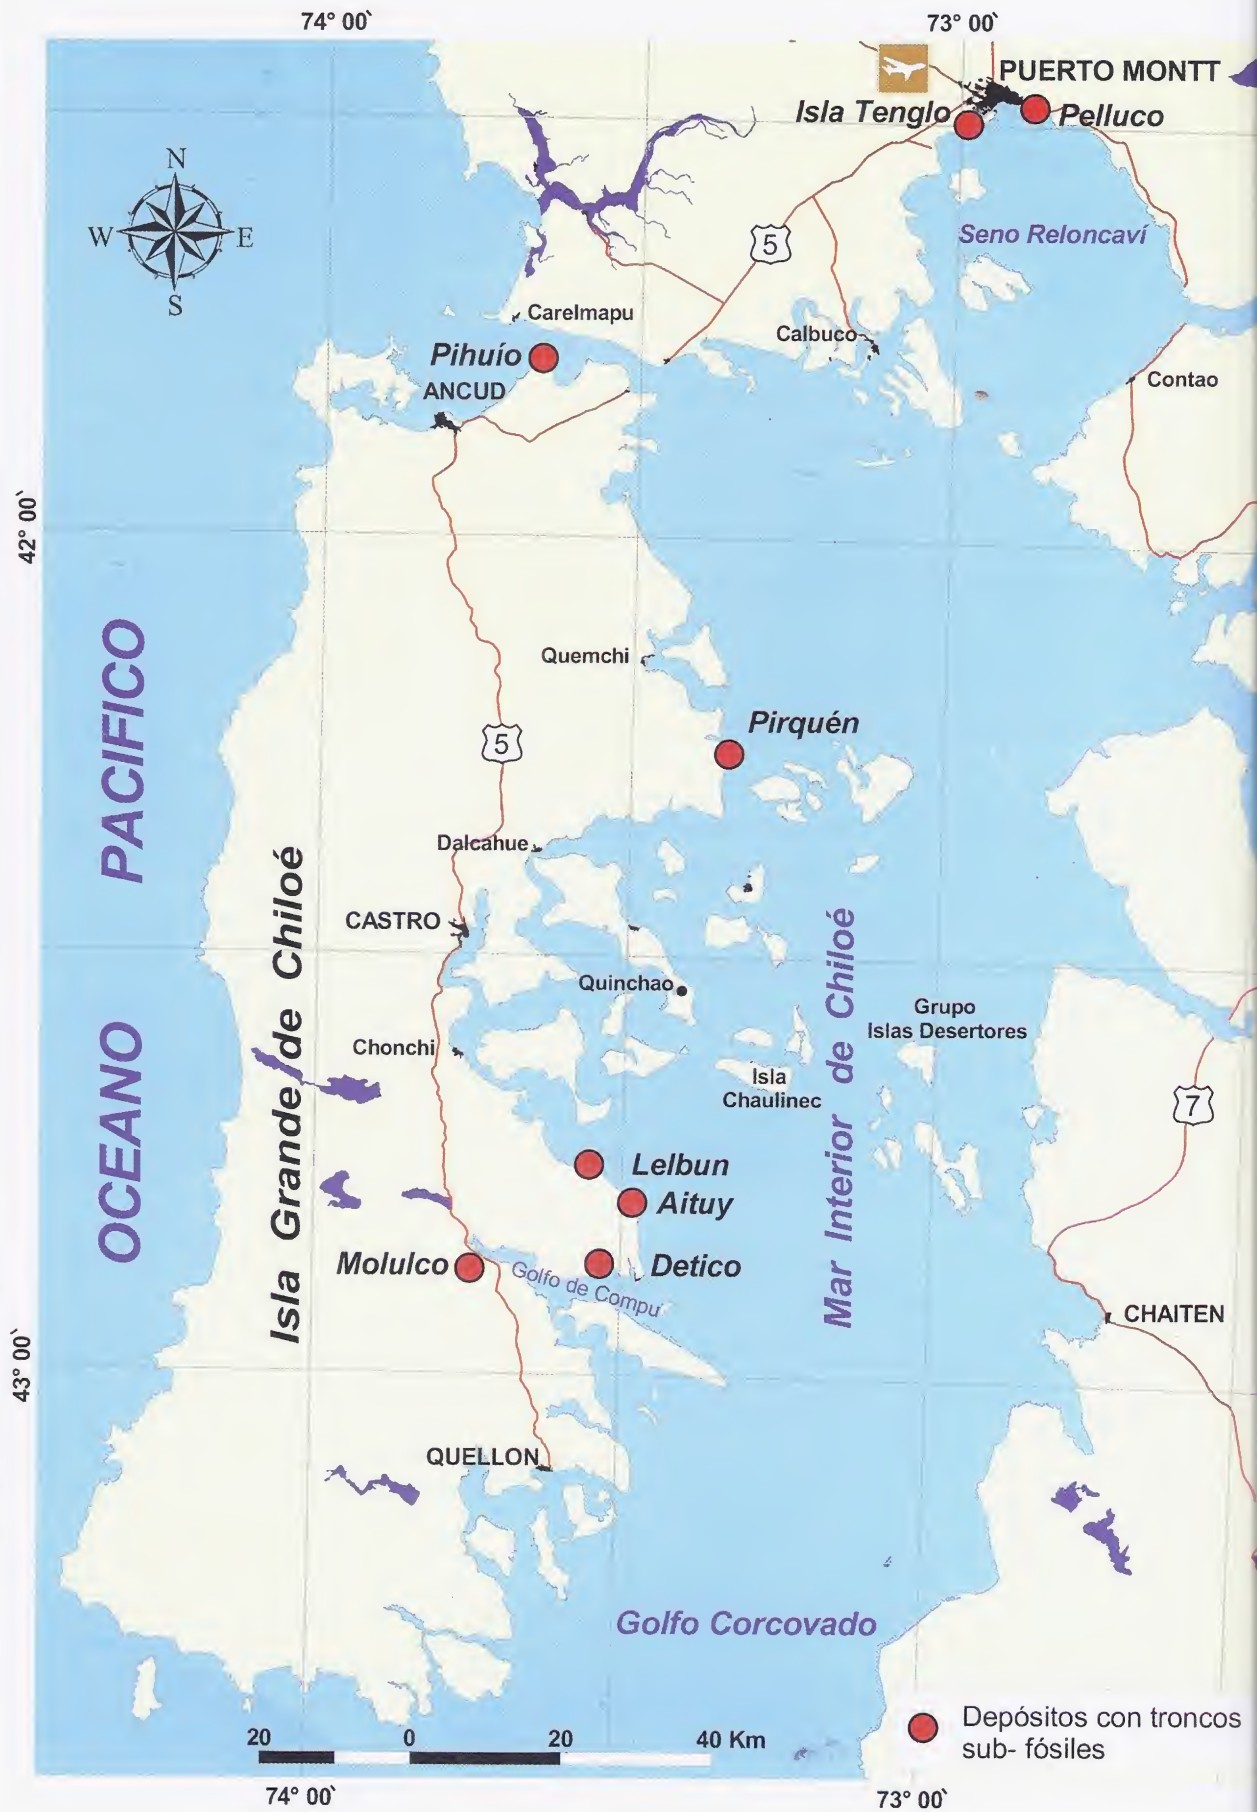 74° 00`
73° 00`
PUERTO MONTT
Isla Tenglo
Pelluco
N
W
E
S
5
Seno Reloncaví
Carelmapu
Calbuco
Pihuío
ANCUD
Contao
42° 00`
Quemchi
Pirquén
5
OCEANO PACIFICO
Dalcahue
CASTRO
Isla Grande de Chiloé
Quinchao
Mar Interior de Chiloé
Grupo
Islas Desertores
Chonchi
Isla
Chaulinec
7
Lelbun
Aituy
Molulco
Detico
Golfo de Compu
CHAITEN
43° 00`
QUELLON
Golfo Corcovado
Depósitos con troncos
sub- fósiles
20 0 20 40 Km
74° 00`
73° 00`